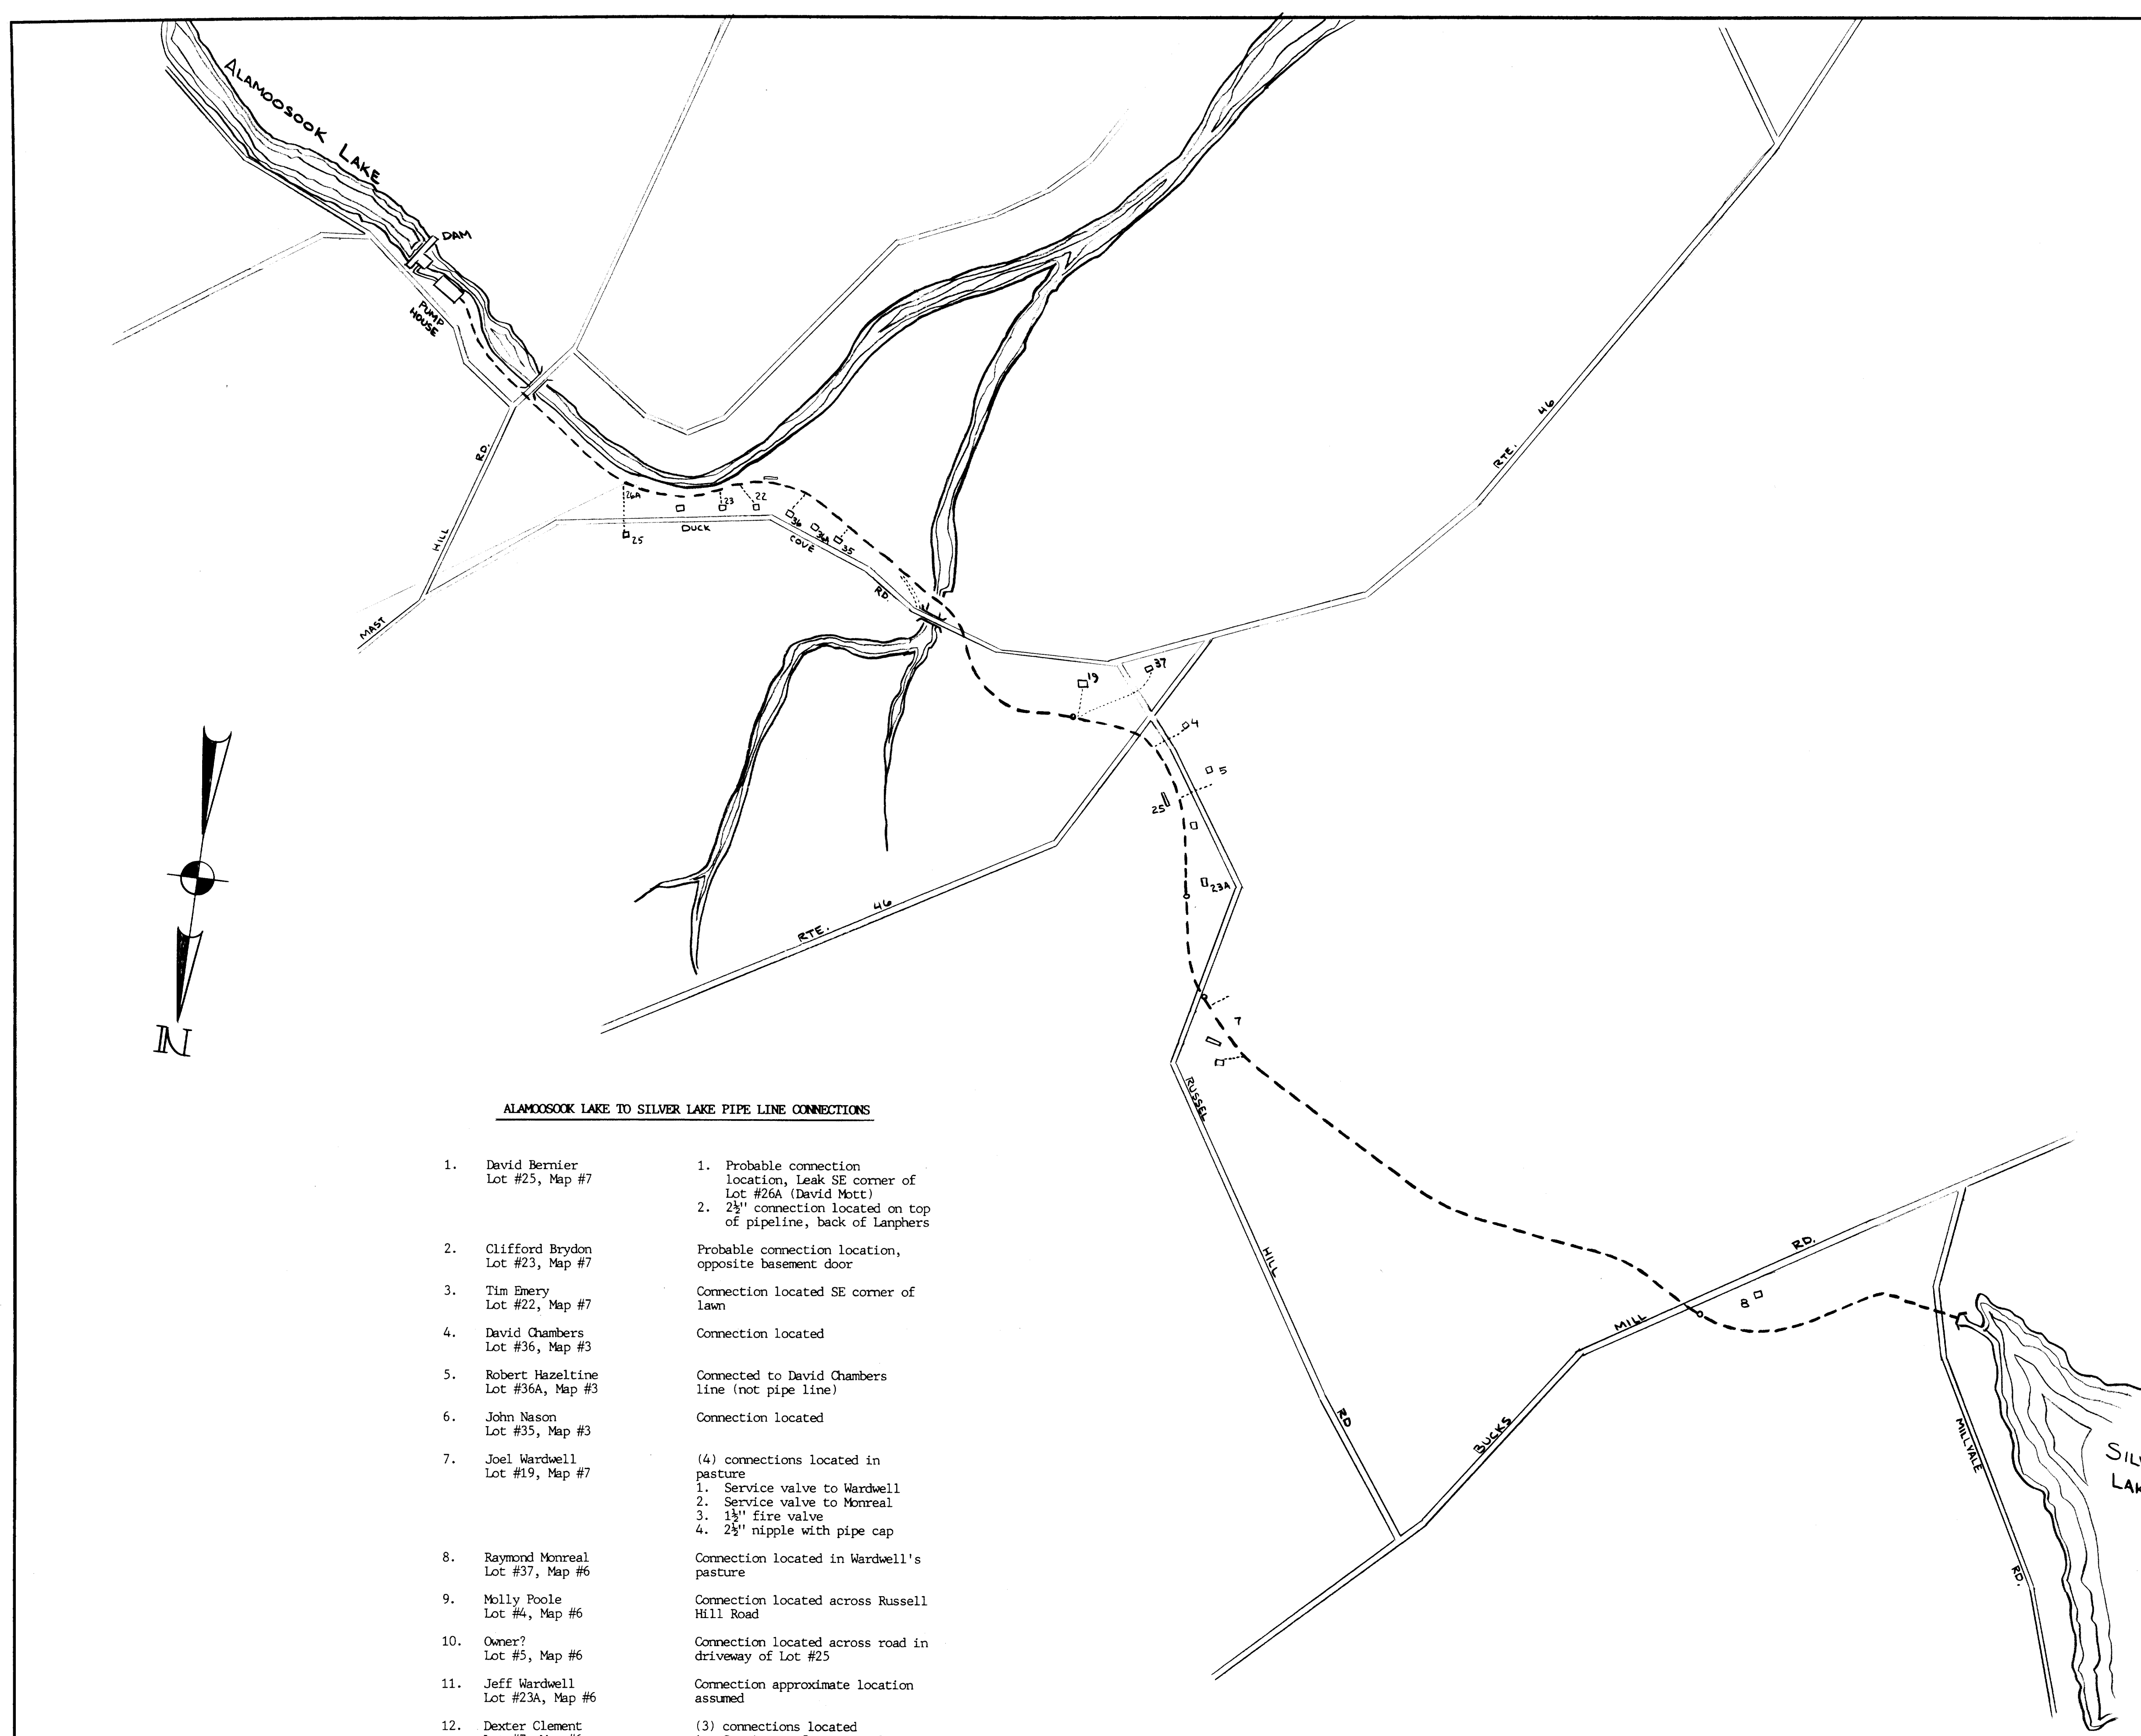 ALAMOOSOOK LAKE
DAM
PUMP
HOUSE
HILL RD.
MAST
26A
23
22
25
DUCK
COVE
RD.
36
36A
35
RTE. 46
37
19
4
5
25
23A
RTE. 46
7
N
RUSSEL
HILL
RD
RD.
MILL
BUCKS
8
MILLVALE
RD.
ALAMOOSOOK LAKE TO SILVER LAKE PIPE LINE CONNECTIONS
1. David Bernier
Lot #25, Map #7
1. Probable connection
location, Leak SE corner of
Lot #26A (David Mott)
2. 2½" connection located on top
of pipeline, back of Lanphers
2. Clifford Brydon
Lot #23, Map #7
Probable connection location,
opposite basement door
3. Tim Emery
Lot #22, Map #7
Connection located SE corner of
lawn
4. David Chambers
Lot #36, Map #3
Connection located
5. Robert Hazeltine
Lot #36A, Map #3
Connected to David Chambers
line (not pipe line)
6. John Nason
Lot #35, Map #3
Connection located
7. Joel Wardwell
Lot #19, Map #7
(4) connections located in
pasture
1. Service valve to Wardwell
2. Service valve to Monreal
3. 1½" fire valve
4. 2½" nipple with pipe cap
8. Raymond Monreal
Lot #37, Map #6
Connection located in Wardwell's
pasture
9. Molly Poole
Lot #4, Map #6
Connection located across Russell
Hill Road
10. Owner?
Lot #5, Map #6
Connection located across road in
driveway of Lot #25
11. Jeff Wardwell
Lot #23A, Map #6
Connection approximate location
assumed
12. Dexter Clement
(3) connections located